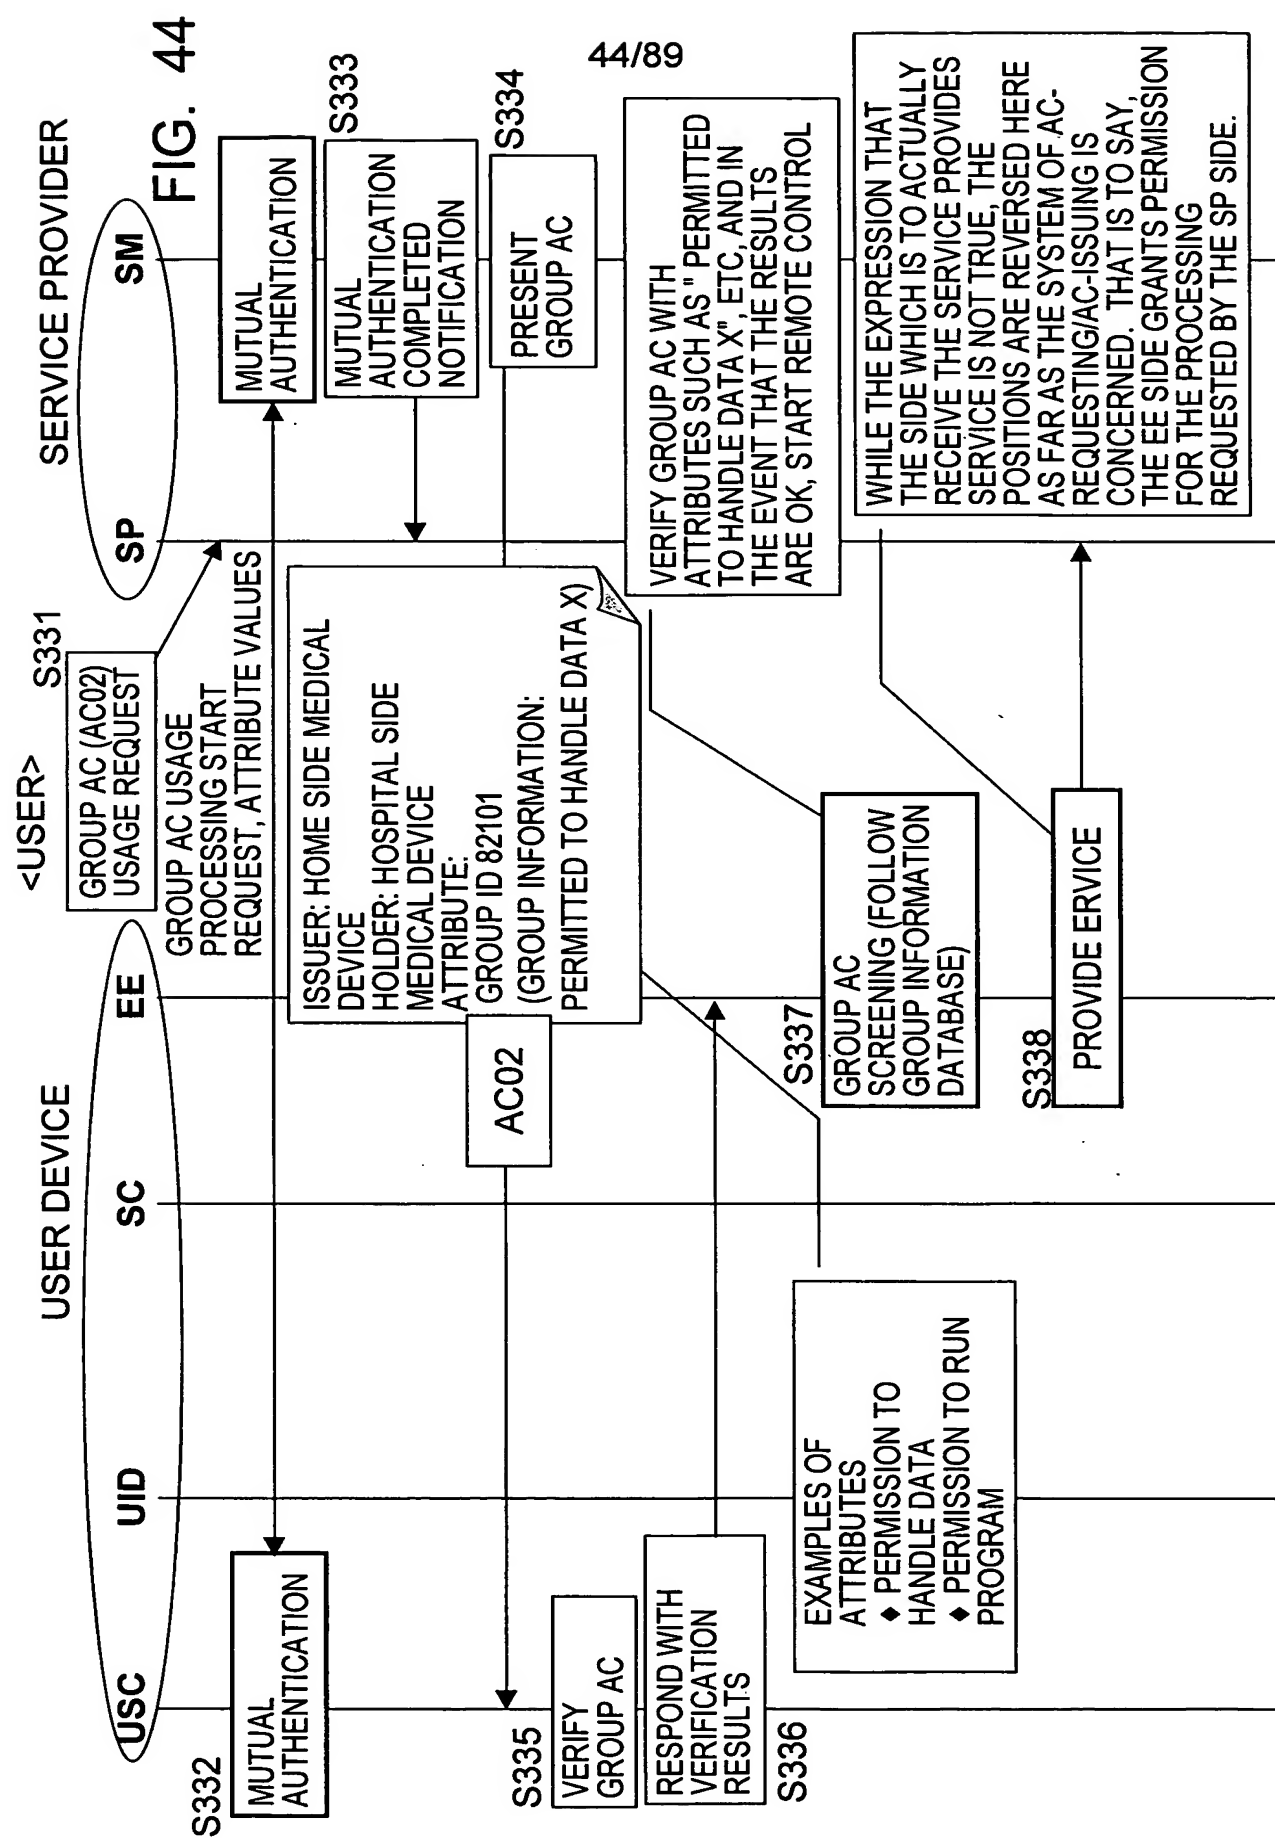 44/89
FIG. 44
USER DEVICE
<USER>
SERVICE PROVIDER
USC
UID
SC
EE
SP
SM
S331
GROUP AC (AC02)
USAGE REQUEST
GROUP AC USAGE
PROCESSING START
REQUEST, ATTRIBUTE VALUES
S332
MUTUAL
AUTHENTICATION
MUTUAL
AUTHENTICATION
S333
MUTUAL
AUTHENTICATION
COMPLETED
NOTIFICATION
S334
PRESENT
GROUP AC
ISSUER: HOME SIDE MEDICAL
DEVICE
HOLDER: HOSPITAL SIDE
MEDICAL DEVICE
ATTRIBUTE:
GROUP ID 82101
(GROUP INFORMATION:
PERMITTED TO HANDLE DATA X)
AC02
S335
VERIFY
GROUP AC
RESPOND WITH
VERIFICATION
RESULTS
S336
VERIFY GROUP AC WITH
ATTRIBUTES SUCH AS " PERMITTED
TO HANDLE DATA X", ETC, AND IN
THE EVENT THAT THE RESULTS
ARE OK, START REMOTE CONTROL
EXAMPLES OF
ATTRIBUTES
♦ PERMISSION TO
HANDLE DATA
♦ PERMISSION TO RUN
PROGRAM
S337
GROUP AC
SCREENING (FOLLOW
GROUP INFORMATION
DATABASE)
S338
PROVIDE ERVICE
WHILE THE EXPRESSION THAT
THE SIDE WHICH IS TO ACTUALLY
RECEIVE THE SERVICE PROVIDES
SERVICE IS NOT TRUE, THE
POSITIONS ARE REVERSED HERE
AS FAR AS THE SYSTEM OF AC-
REQUESTING/AC-ISSUING IS
CONCERNED. THAT IS TO SAY,
THE EE SIDE GRANTS PERMISSION
FOR THE PROCESSING
REQUESTED BY THE SP SIDE.